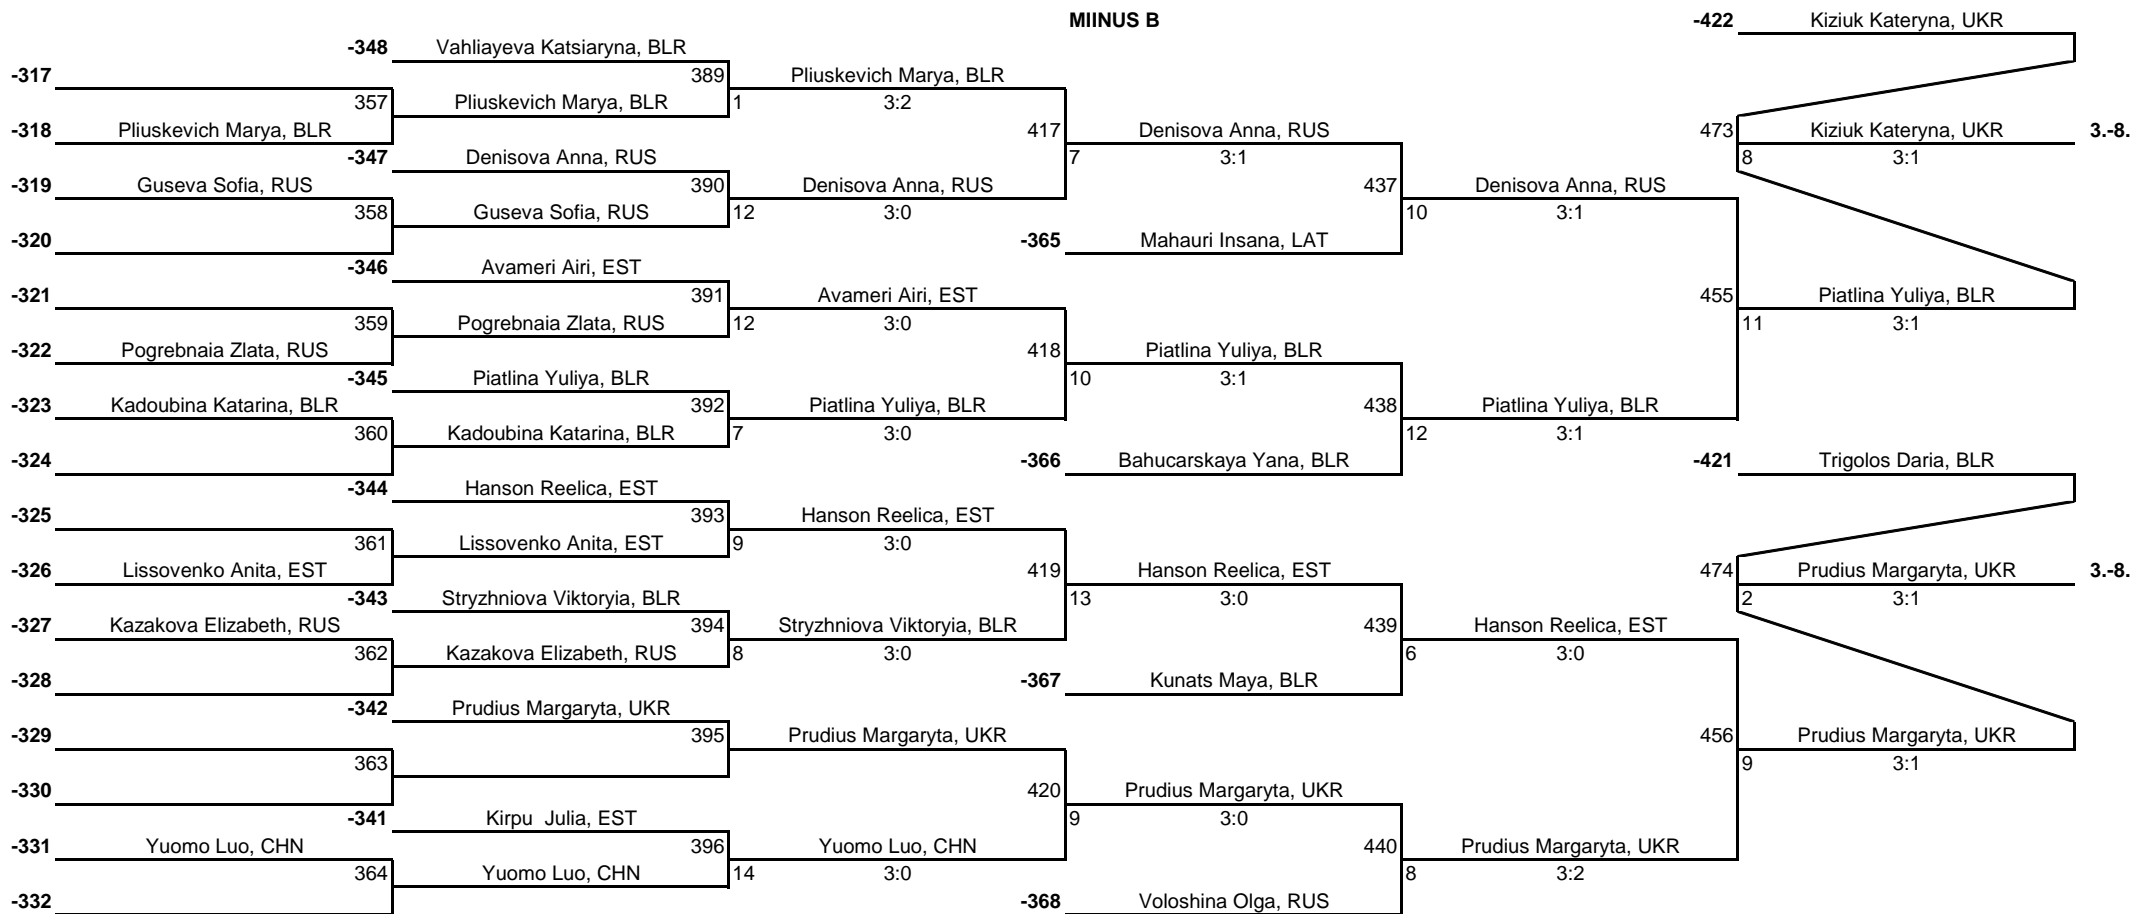 MIINUS B
-422 Kiziuk Kateryna, UKR
-348 Vahliayeva Katsiaryna, BLR
-317 389 Pliuskevich Marya, BLR
357 Pliuskevich Marya, BLR 1 3:2
-318 Pliuskevich Marya, BLR 417 Denisova Anna, RUS 473 Kiziuk Kateryna, UKR 3.-8.
-347 Denisova Anna, RUS 7 3:1 8 3:1
-319 Guseva Sofia, RUS 390 Denisova Anna, RUS 437 Denisova Anna, RUS
358 Guseva Sofia, RUS 12 3:0 10 3:1
-320 -365 Mahauri Insana, LAT
-346 Avameri Airi, EST
-321 391 Avameri Airi, EST 455 Piatlina Yuliya, BLR
359 Pogrebnaia Zlata, RUS 12 3:0 11 3:1
-322 Pogrebnaia Zlata, RUS 418 Piatlina Yuliya, BLR
-345 Piatlina Yuliya, BLR 10 3:1
-323 Kadoubina Katarina, BLR 392 Piatlina Yuliya, BLR 438 Piatlina Yuliya, BLR
360 Kadoubina Katarina, BLR 7 3:0 12 3:1
-324 -366 Bahucarskaya Yana, BLR -421 Trigolos Daria, BLR
-344 Hanson Reelica, EST
-325 393 Hanson Reelica, EST
361 Lissovenko Anita, EST 9 3:0
-326 Lissovenko Anita, EST 419 Hanson Reelica, EST 474 Prudius Margaryta, UKR 3.-8.
-343 Stryzhniova Viktoryia, BLR 13 3:0 2 3:1
-327 Kazakova Elizabeth, RUS 394 Stryzhniova Viktoryia, BLR 439 Hanson Reelica, EST
362 Kazakova Elizabeth, RUS 8 3:0 6 3:0
-328 -367 Kunats Maya, BLR
-342 Prudius Margaryta, UKR
-329 395 Prudius Margaryta, UKR 456 Prudius Margaryta, UKR
363 9 3:1
-330 420 Prudius Margaryta, UKR
-341 Kirpu Julia, EST 9 3:0
-331 Yuomo Luo, CHN 396 Yuomo Luo, CHN 440 Prudius Margaryta, UKR
364 Yuomo Luo, CHN 14 3:0 8 3:2
-332 -368 Voloshina Olga, RUS